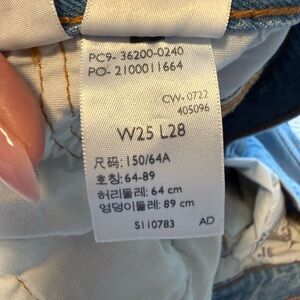 PC9- 36200-0240
PO- 2100011664
CW- 0722
405096
W25 L28
尺码: 150/64A
호칭: 64-89
허리둘레: 64 cm
엉덩이둘레: 89 cm
S110783 AD